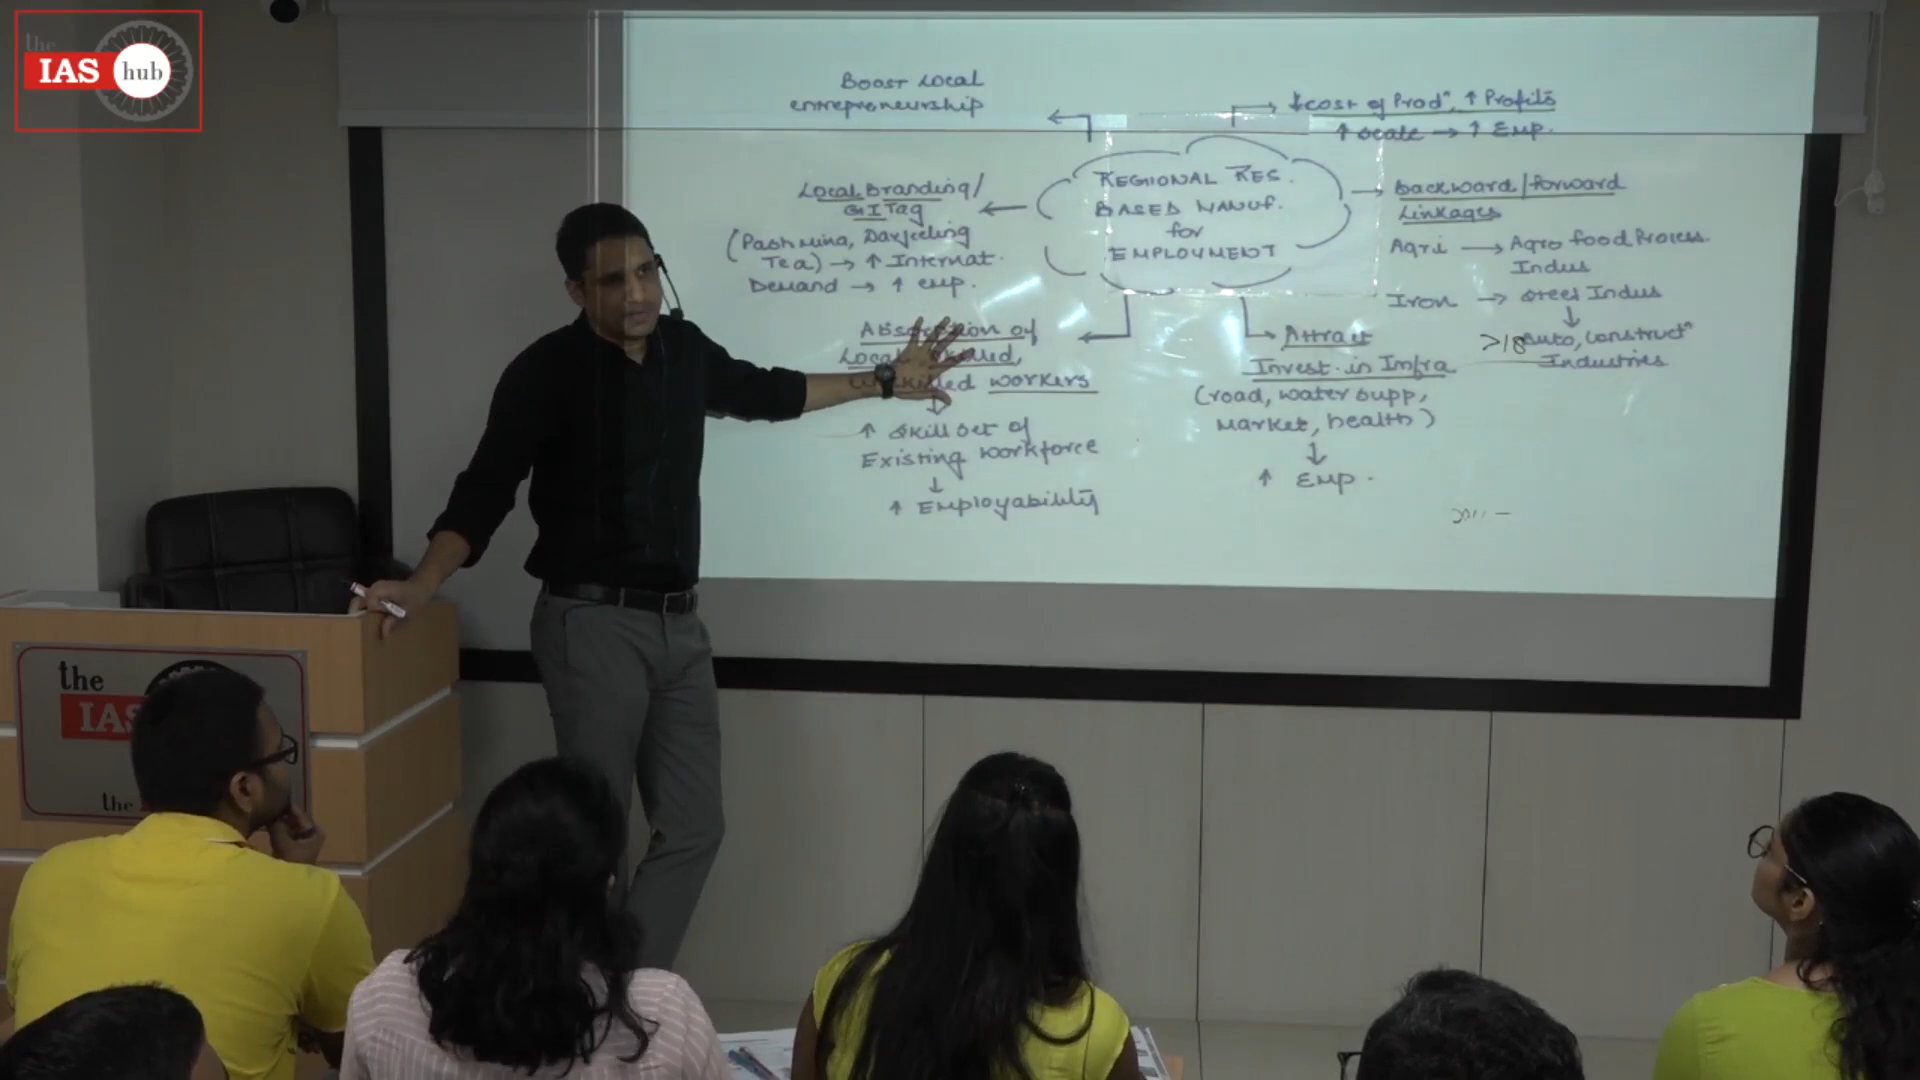 the
IAS hub
Boost Local
entrepreneurship
↓cost of Prodⁿ, ↑ Profits
↑ scale → ↑ Emp.
REGIONAL RES.
BASED MANUF.
for
EMPLOYMENT
Local Branding/
GI Tag
(Pashmina, Darjeeling
Tea) → ↑ Internat.
Demand → ↑ emp.
Backward/forward
Linkages
Agri → Agro food Process.
Indus
Iron → Steel Indus
↓
Auto, Constructⁿ
Industries
>18
Absorption of
Local skilled,
Unskilled workers
↓
↑ Skill Set of
Existing workforce
↓
↑ Employability
Attract
Invest. in Infra
(road, water supp,
Market, health)
↓
↑ Emp.
the
IAS
the